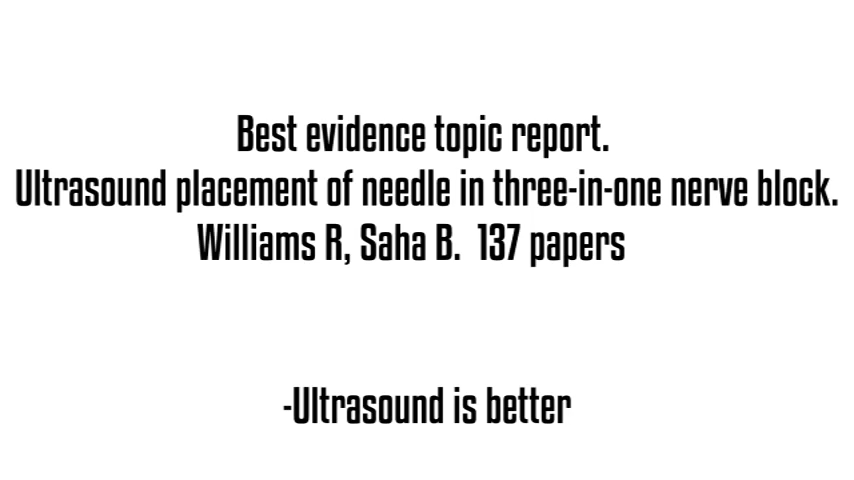 Best evidence topic report.
Ultrasound placement of needle in three-in-one nerve block.
Williams R, Saha B.  137 papers
-Ultrasound is better